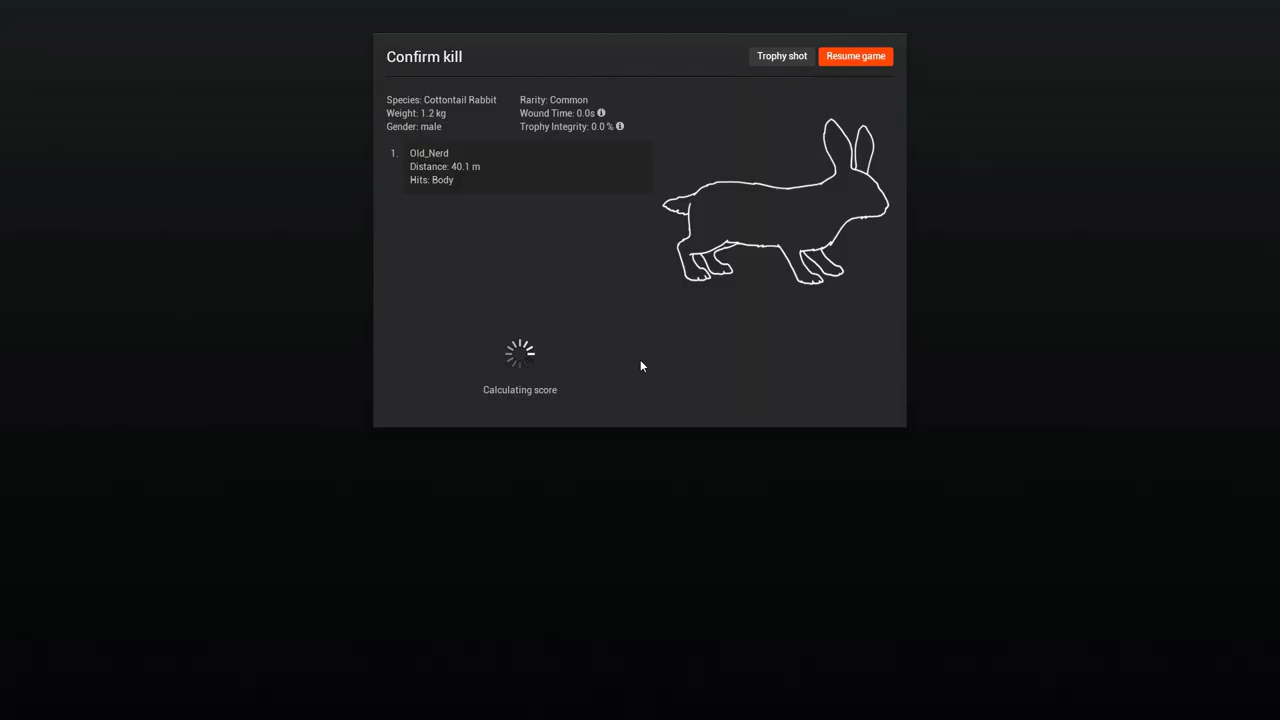 Confirm kill
Trophy shot
Resume game
Species: Cottontail Rabbit
Weight: 1.2 kg
Gender: male
Rarity: Common
Wound Time: 0.0s
Trophy Integrity: 0.0 %
1.
Old_Nerd
Distance: 40.1 m
Hits: Body
Calculating score